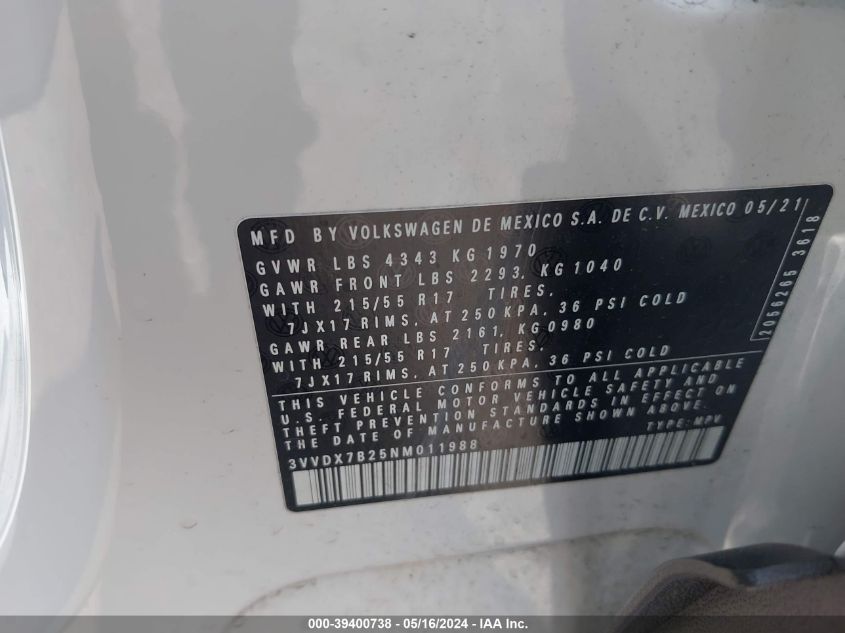 MFD BY VOLKSWAGEN DE MEXICO S.A. DE C.V. MEXICO 05/21
GVWR LBS 4343 KG 1970
GAWR FRONT LBS 2293, KG 1040
WITH 215/55 R17 TIRES,
7JX17 RIMS, AT 250 KPA, 36 PSI COLD
GAWR REAR LBS 2161, KG 0980
WITH 215/55 R17 TIRES,
7JX17 RIMS, AT 250 KPA, 36 PSI COLD
THIS VEHICLE CONFORMS TO ALL APPLICABLE
U.S. FEDERAL MOTOR VEHICLE SAFETY AND
THEFT PREVENTION STANDARDS IN EFFECT ON
THE DATE OF MANUFACTURE SHOWN ABOVE.
TYPE: MPV
3VVDX7B25NM011988
2056265 3618
000-39400738 - 05/16/2024 - IAA Inc.